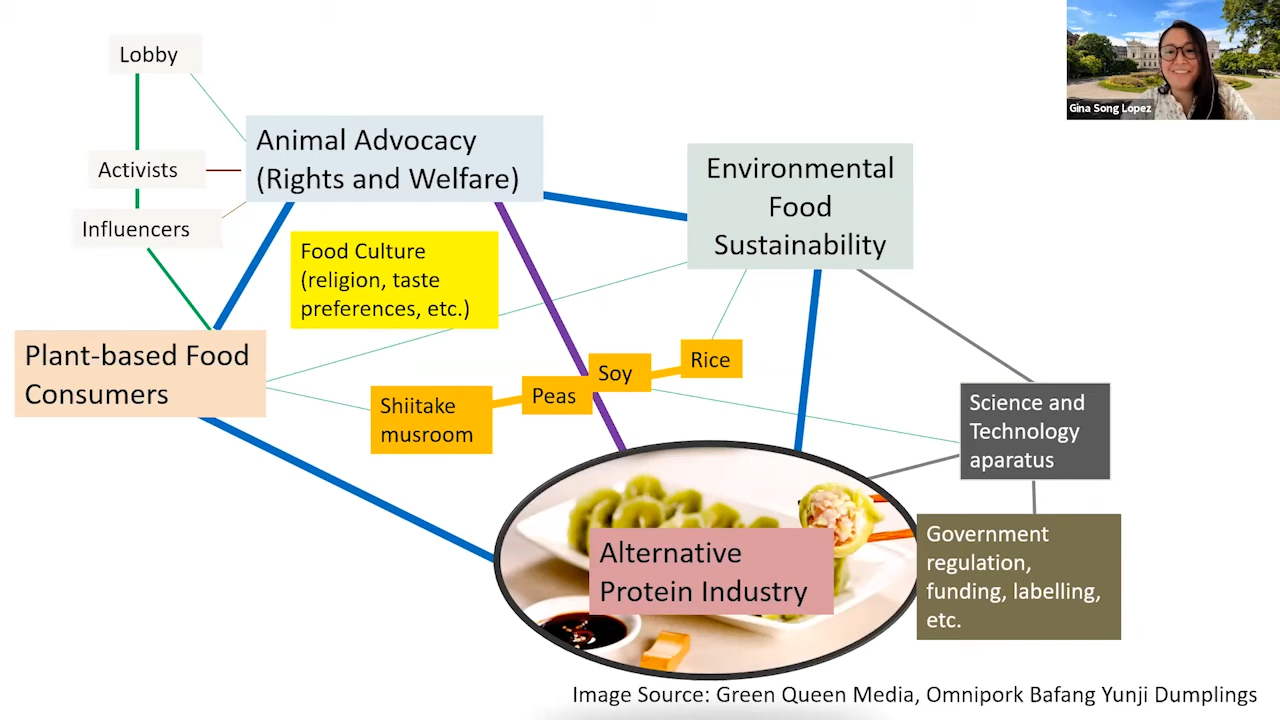 Gina Song Lopez
Lobby
Activists
Influencers
Animal Advocacy
(Rights and Welfare)
Environmental
Food
Sustainability
Food Culture
(religion, taste
preferences, etc.)
Plant-based Food
Consumers
Shiitake
musroom
Peas
Soy
Rice
Science and
Technology
aparatus
Alternative
Protein Industry
Government
regulation,
funding, labelling,
etc.
Image Source: Green Queen Media, Omnipork Bafang Yunji Dumplings